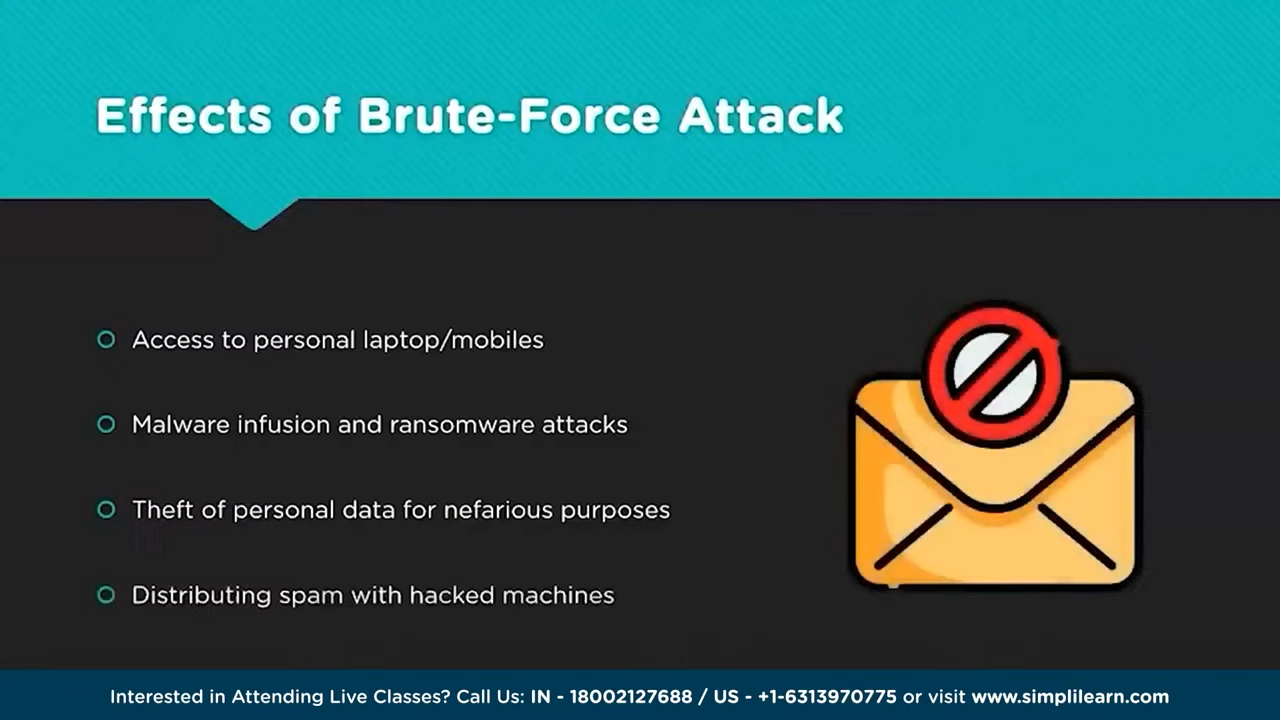 Effects of Brute-Force Attack
Access to personal laptop/mobiles
Malware infusion and ransomware attacks
Theft of personal data for nefarious purposes
Distributing spam with hacked machines
Interested in Attending Live Classes? Call Us: IN - 18002127688 / US - +1-6313970775 or visit www.simplilearn.com